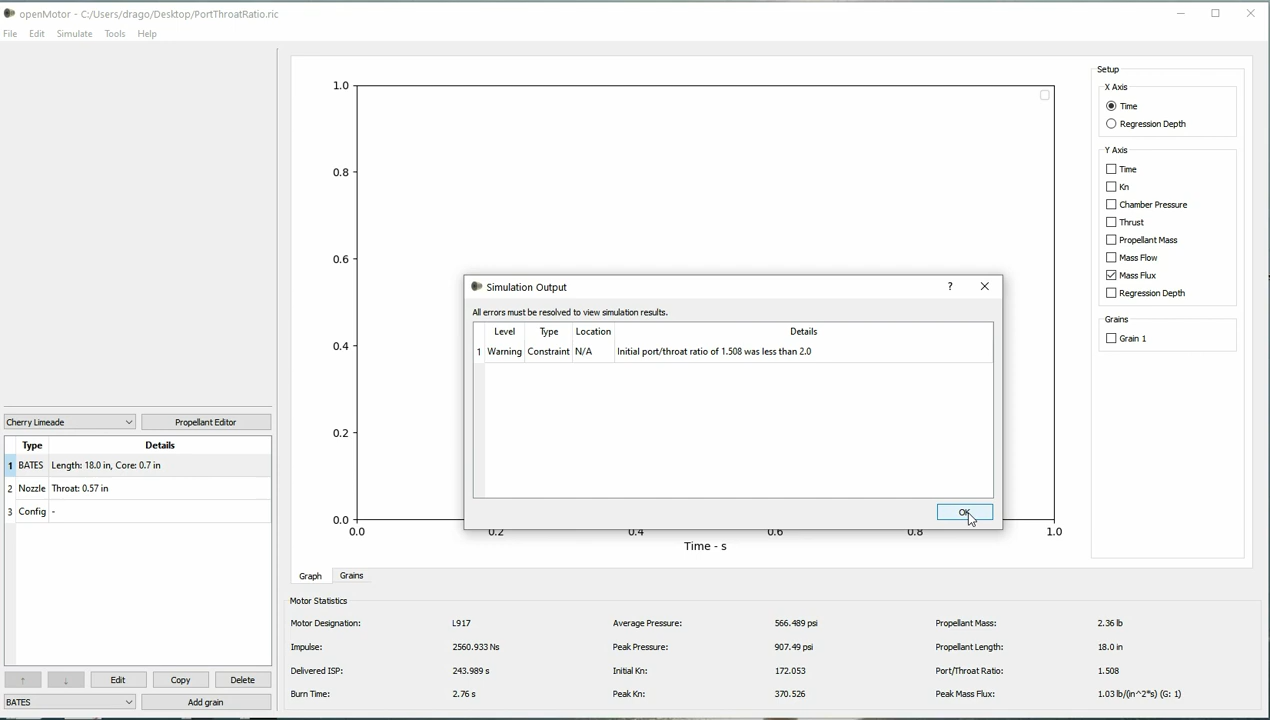 openMotor - C:/Users/drago/Desktop/PortThroatRatio.ric
File Edit Simulate Tools Help
Cherry Limeade Propellant Editor
Type Details
1 BATES Length: 18.0 in, Core: 0.7 in
2 Nozzle Throat: 0.57 in
3 Config -
Edit Copy Delete
BATES Add grain
1.0
0.8
0.6
0.4
0.2
0.0
0.0 0.2 0.4 0.6 0.8 1.0
Time - s
Simulation Output ?
All errors must be resolved to view simulation results.
Level Type Location Details
1 Warning Constraint N/A Initial port/throat ratio of 1.508 was less than 2.0
OK
Setup
X Axis
Time
Regression Depth
Y Axis
Time
Kn
Chamber Pressure
Thrust
Propellant Mass
Mass Flow
Mass Flux
Regression Depth
Grains
Grain 1
Graph Grains
Motor Statistics
Motor Designation: L917 Average Pressure: 566.489 psi Propellant Mass: 2.36 lb
Impulse: 2560.933 Ns Peak Pressure: 907.49 psi Propellant Length: 18.0 in
Delivered ISP: 243.989 s Initial Kn: 172.053 Port/Throat Ratio: 1.508
Burn Time: 2.76 s Peak Kn: 370.526 Peak Mass Flux: 1.03 lb/(in^2*s) (G: 1)